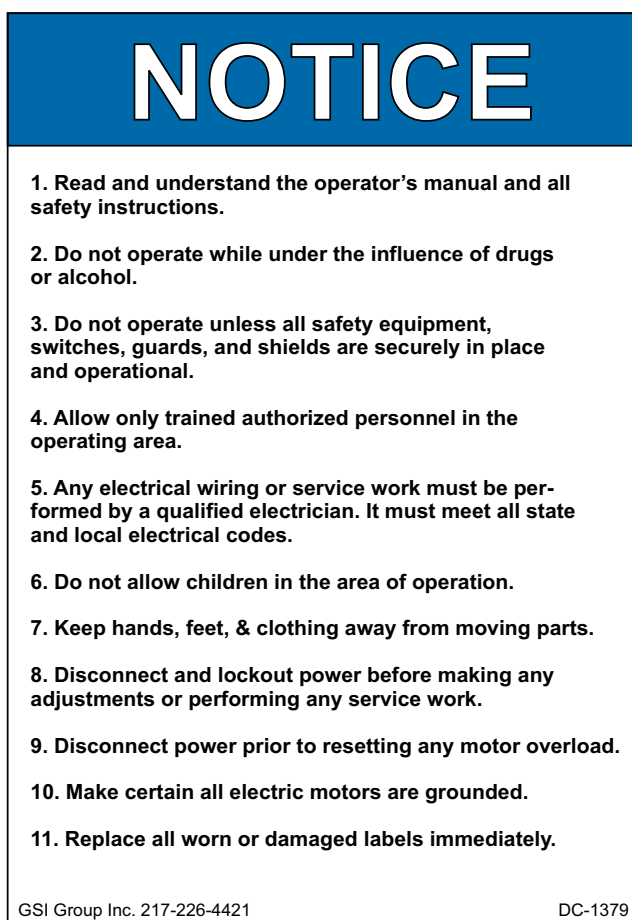 NOTICE
1. Read and understand the operator’s manual and all
safety instructions.
2. Do not operate while under the influence of drugs
or alcohol.
3. Do not operate unless all safety equipment,
switches, guards, and shields are securely in place
and operational.
4. Allow only trained authorized personnel in the
operating area.
5. Any electrical wiring or service work must be per-
formed by a qualified electrician. It must meet all state
and local electrical codes.
6. Do not allow children in the area of operation.
7. Keep hands, feet, & clothing away from moving parts.
8. Disconnect and lockout power before making any
adjustments or performing any service work.
9. Disconnect power prior to resetting any motor overload.
10. Make certain all electric motors are grounded.
11. Replace all worn or damaged labels immediately.
GSI Group Inc. 217-226-4421 DC-1379